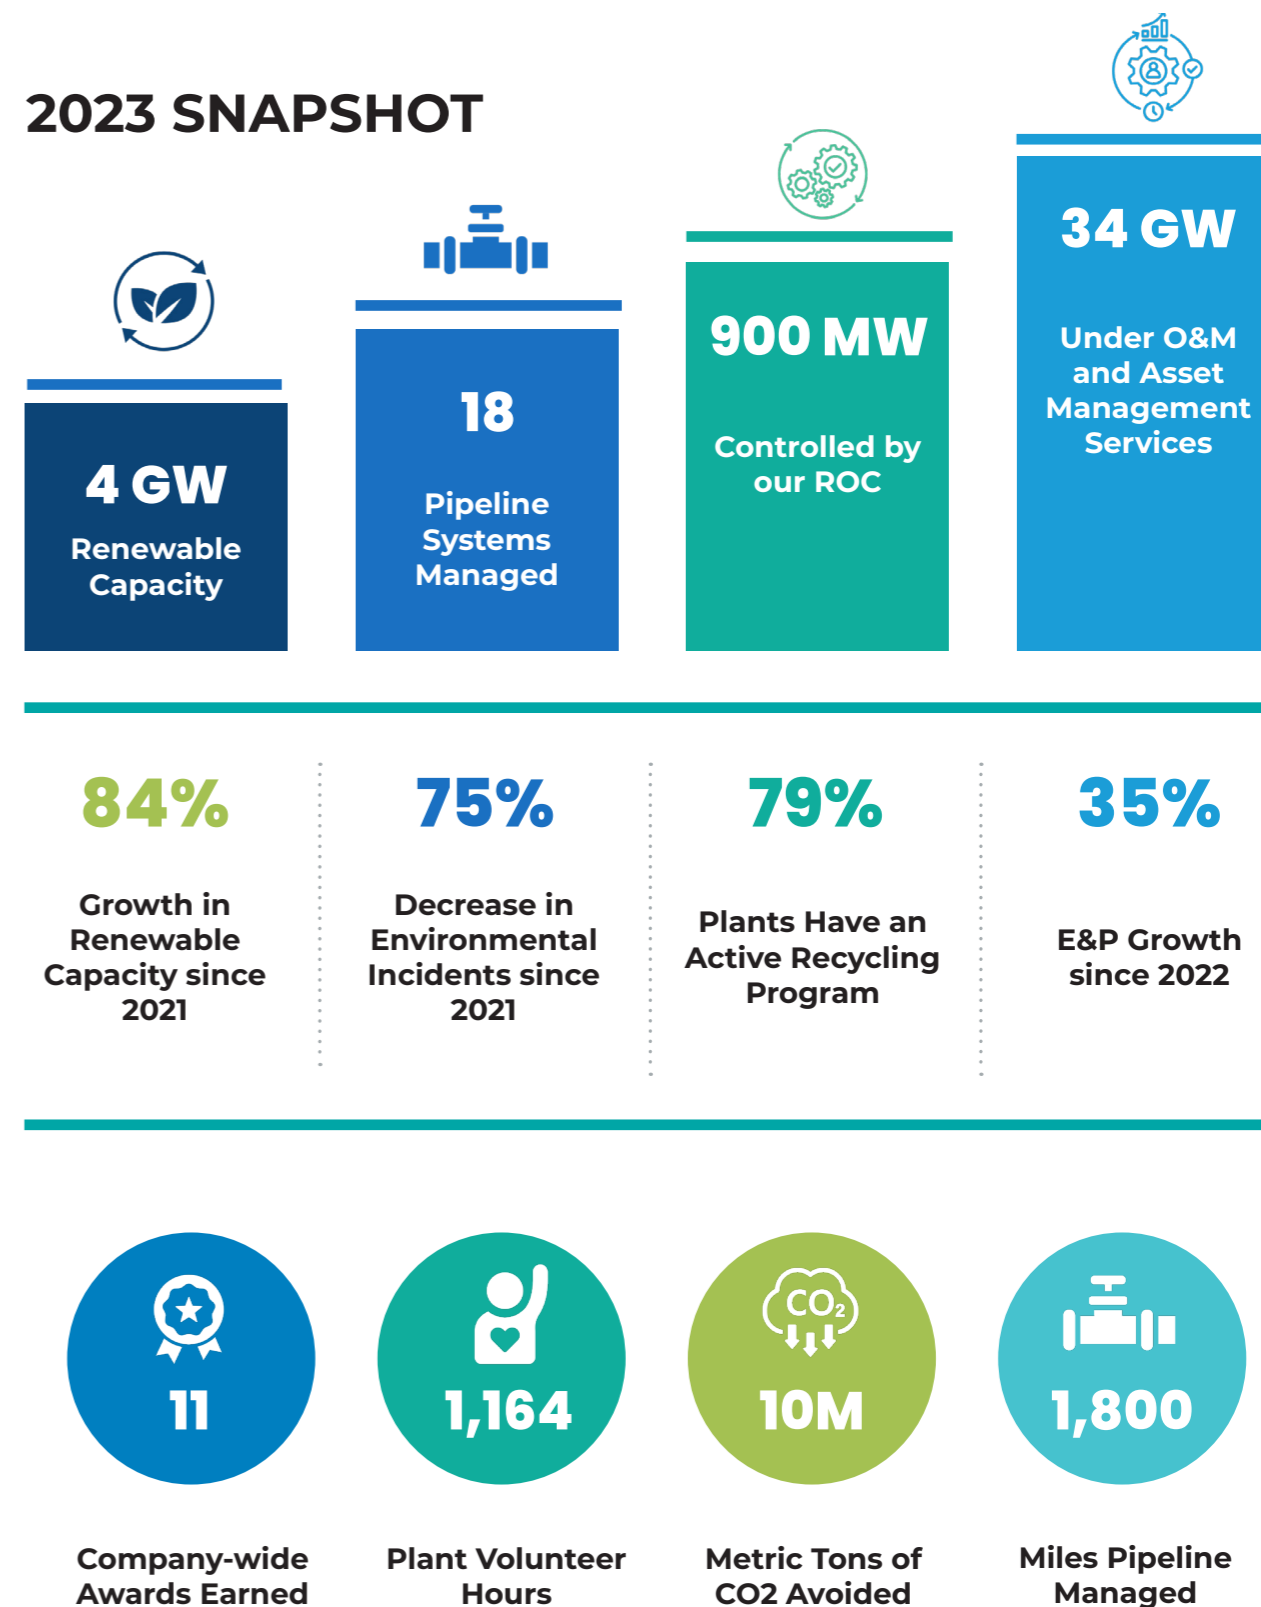 2023 SNAPSHOT
4 GW
Renewable
Capacity
18
Pipeline
Systems
Managed
900 MW
Controlled by
our ROC
34 GW
Under O&M
and Asset
Management
Services
84%
Growth in
Renewable
Capacity since
2021
75%
Decrease in
Environmental
Incidents since
2021
79%
Plants Have an
Active Recycling
Program
35%
E&P Growth
since 2022
11
Company-wide
Awards Earned
1,164
Plant Volunteer
Hours
CO2
10M
Metric Tons of
CO2 Avoided
1,800
Miles Pipeline
Managed